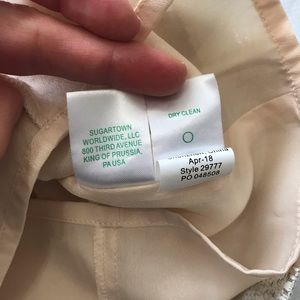 SUGARTOWN
WORLDWIDE, LLC
800 THIRD AVENUE
KING OF PRUSSIA,
PA USA
DRY CLEAN
China
Apr-18
Style 29777
PO 048508